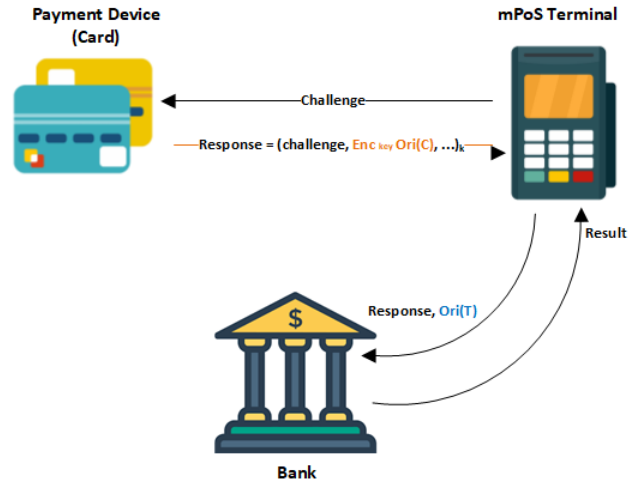 Payment Device
(Card)
mPoS Terminal
Challenge
Response = (challenge, Enc key Ori(C), ...)k
Result
Response, Ori(T)
$
Bank